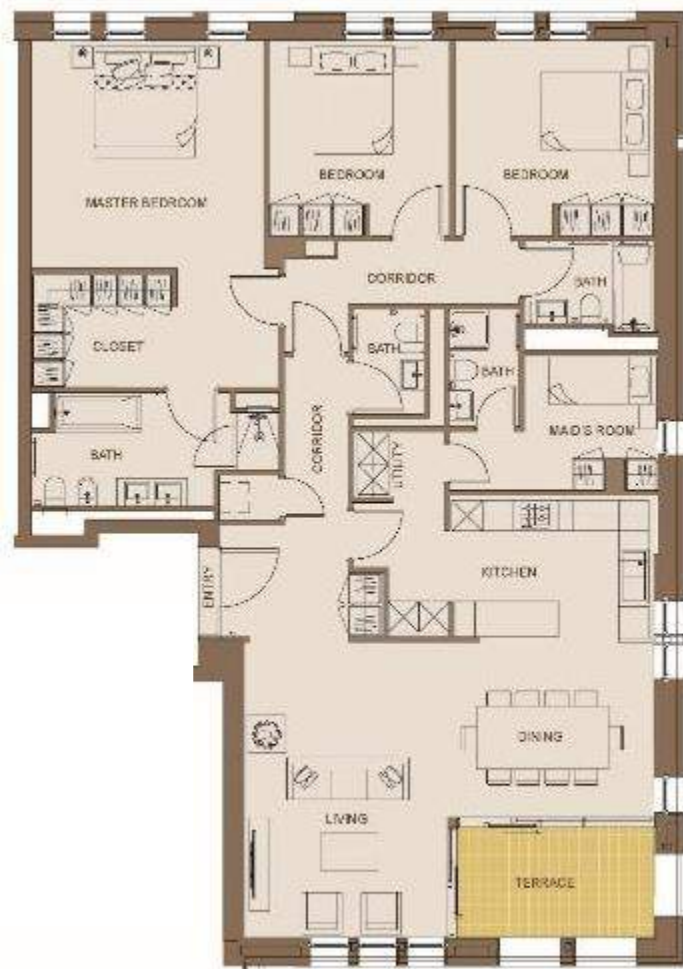 BEDROOM
BEDROOM
MASTER BEDROOM
CORRIDOR
BATH
CLOSET
BATH
BATH
MAID'S ROOM
CORRIDOR
BATH
UTILITY
KITCHEN
ENTRY
DINING
LIVING
TERRACE